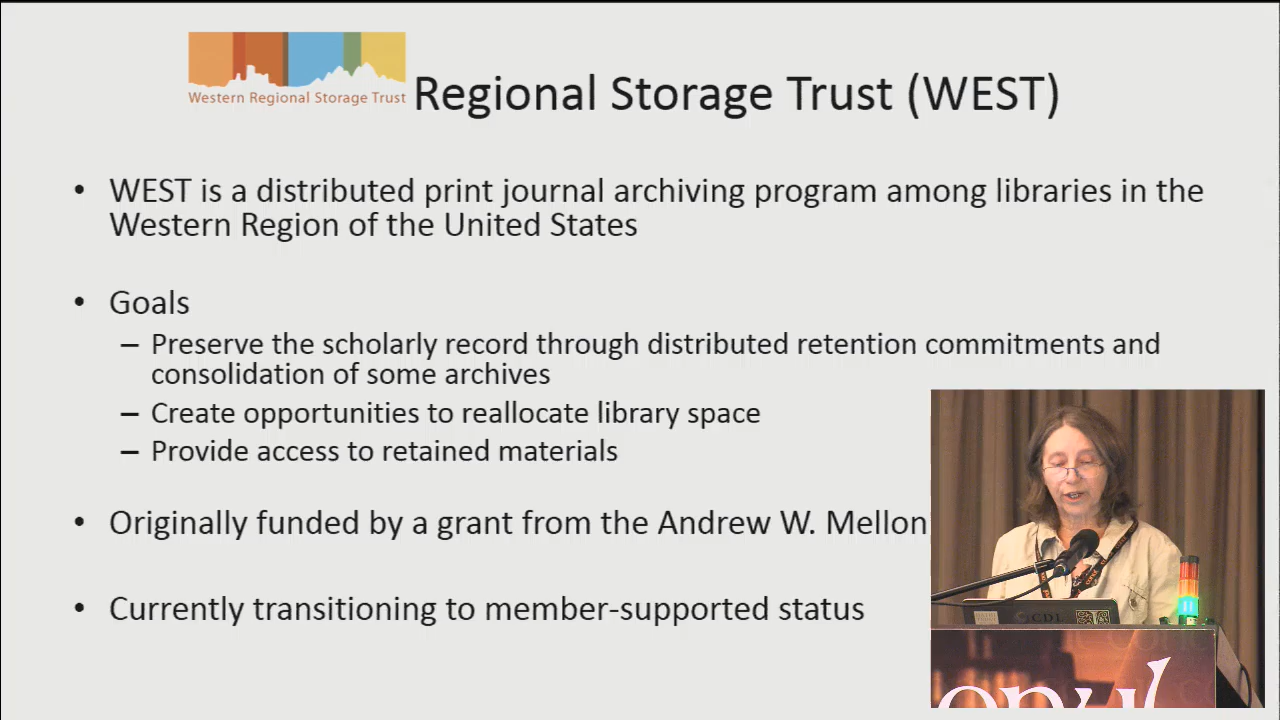 Western Regional Storage Trust
Regional Storage Trust (WEST)
• WEST is a distributed print journal archiving program among libraries in the
Western Region of the United States
• Goals
– Preserve the scholarly record through distributed retention commitments and
consolidation of some archives
– Create opportunities to reallocate library space
– Provide access to retained materials
• Originally funded by a grant from the Andrew W. Mellon
• Currently transitioning to member-supported status
CDL